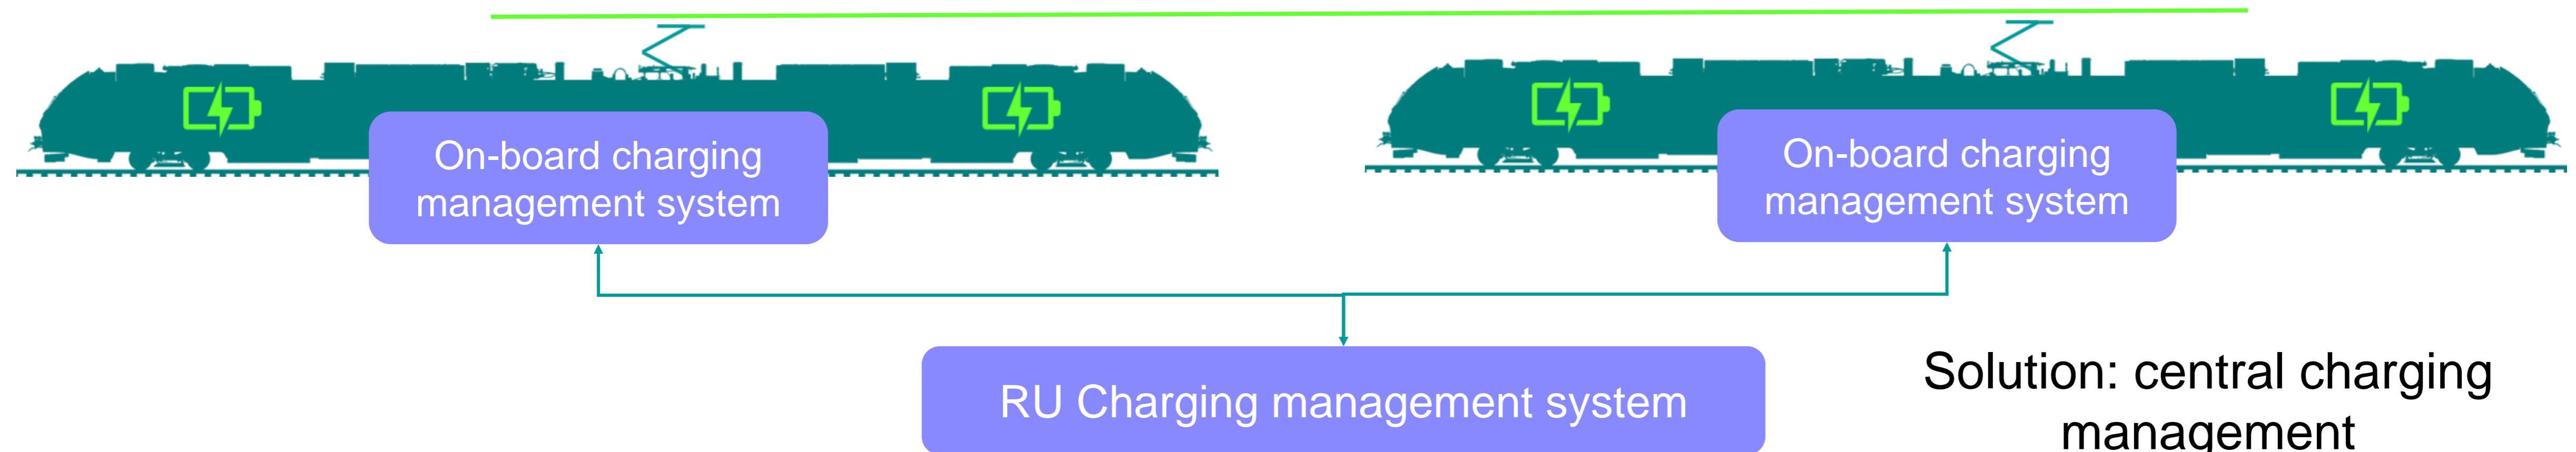 On-board charging
management system
On-board charging
management system
RU Charging management system
Solution: central charging
management